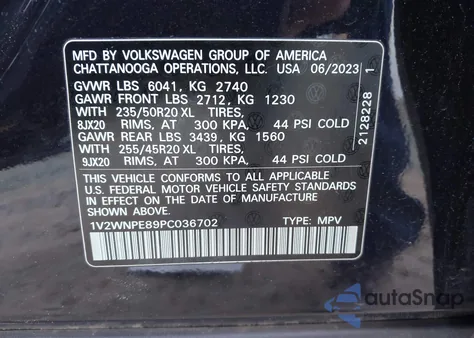 MFD BY VOLKSWAGEN GROUP OF AMERICA
CHATTANOOGA OPERATIONS, LLC. USA 06/2023
GVWR LBS 6041, KG 2740
GAWR FRONT LBS 2712, KG 1230
WITH 235/50R20 XL TIRES,
8JX20 RIMS, AT 300 KPA, 44 PSI COLD
GAWR REAR LBS 3439, KG 1560
WITH 255/45R20 XL TIRES,
9JX20 RIMS, AT 300 KPA, 44 PSI COLD
THIS VEHICLE CONFORMS TO ALL APPLICABLE
U.S. FEDERAL MOTOR VEHICLE SAFETY STANDARDS
IN EFFECT ON THE DATE OF MANUFACTURE
SHOWN ABOVE.
1V2WNPE89PC036702 TYPE: MPV
2128228 1
autoSnap